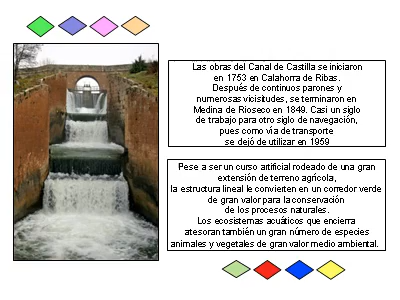 Las obras del Canal de Castilla se iniciaron
en 1753 en Calahorra de Ribas.
Después de continuos parones y
numerosas vicisitudes, se terminaron en
Medina de Rioseco en 1849. Casi un siglo
de trabajo para otro siglo de navegación,
pues como vía de transporte
se dejó de utilizar en 1959
Pese a ser un curso artificial rodeado de una gran
extensión de terreno agrícola,
la estructura lineal le convierten en un corredor verde
de gran valor para la conservación
de los procesos naturales.
Los ecosistemas acuáticos que encierra
atesoran también un gran número de especies
animales y vegetales de gran valor medio ambiental.